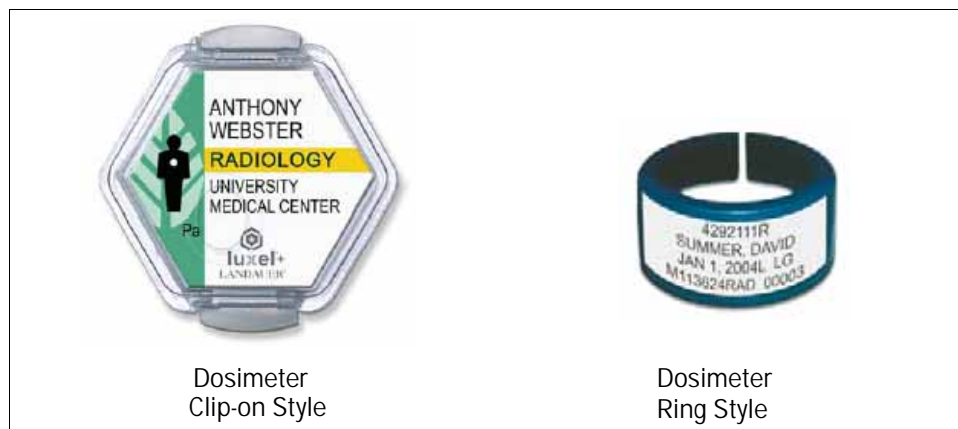 ANTHONY
WEBSTER
RADIOLOGY
UNIVERSITY
MEDICAL CENTER
Pa
luxel+
LANDAUER
Dosimeter
Clip-on Style
4292111R
SUMMER, DAVID
JAN 1, 2004L LG
M113624RAD 00003
Dosimeter
Ring Style